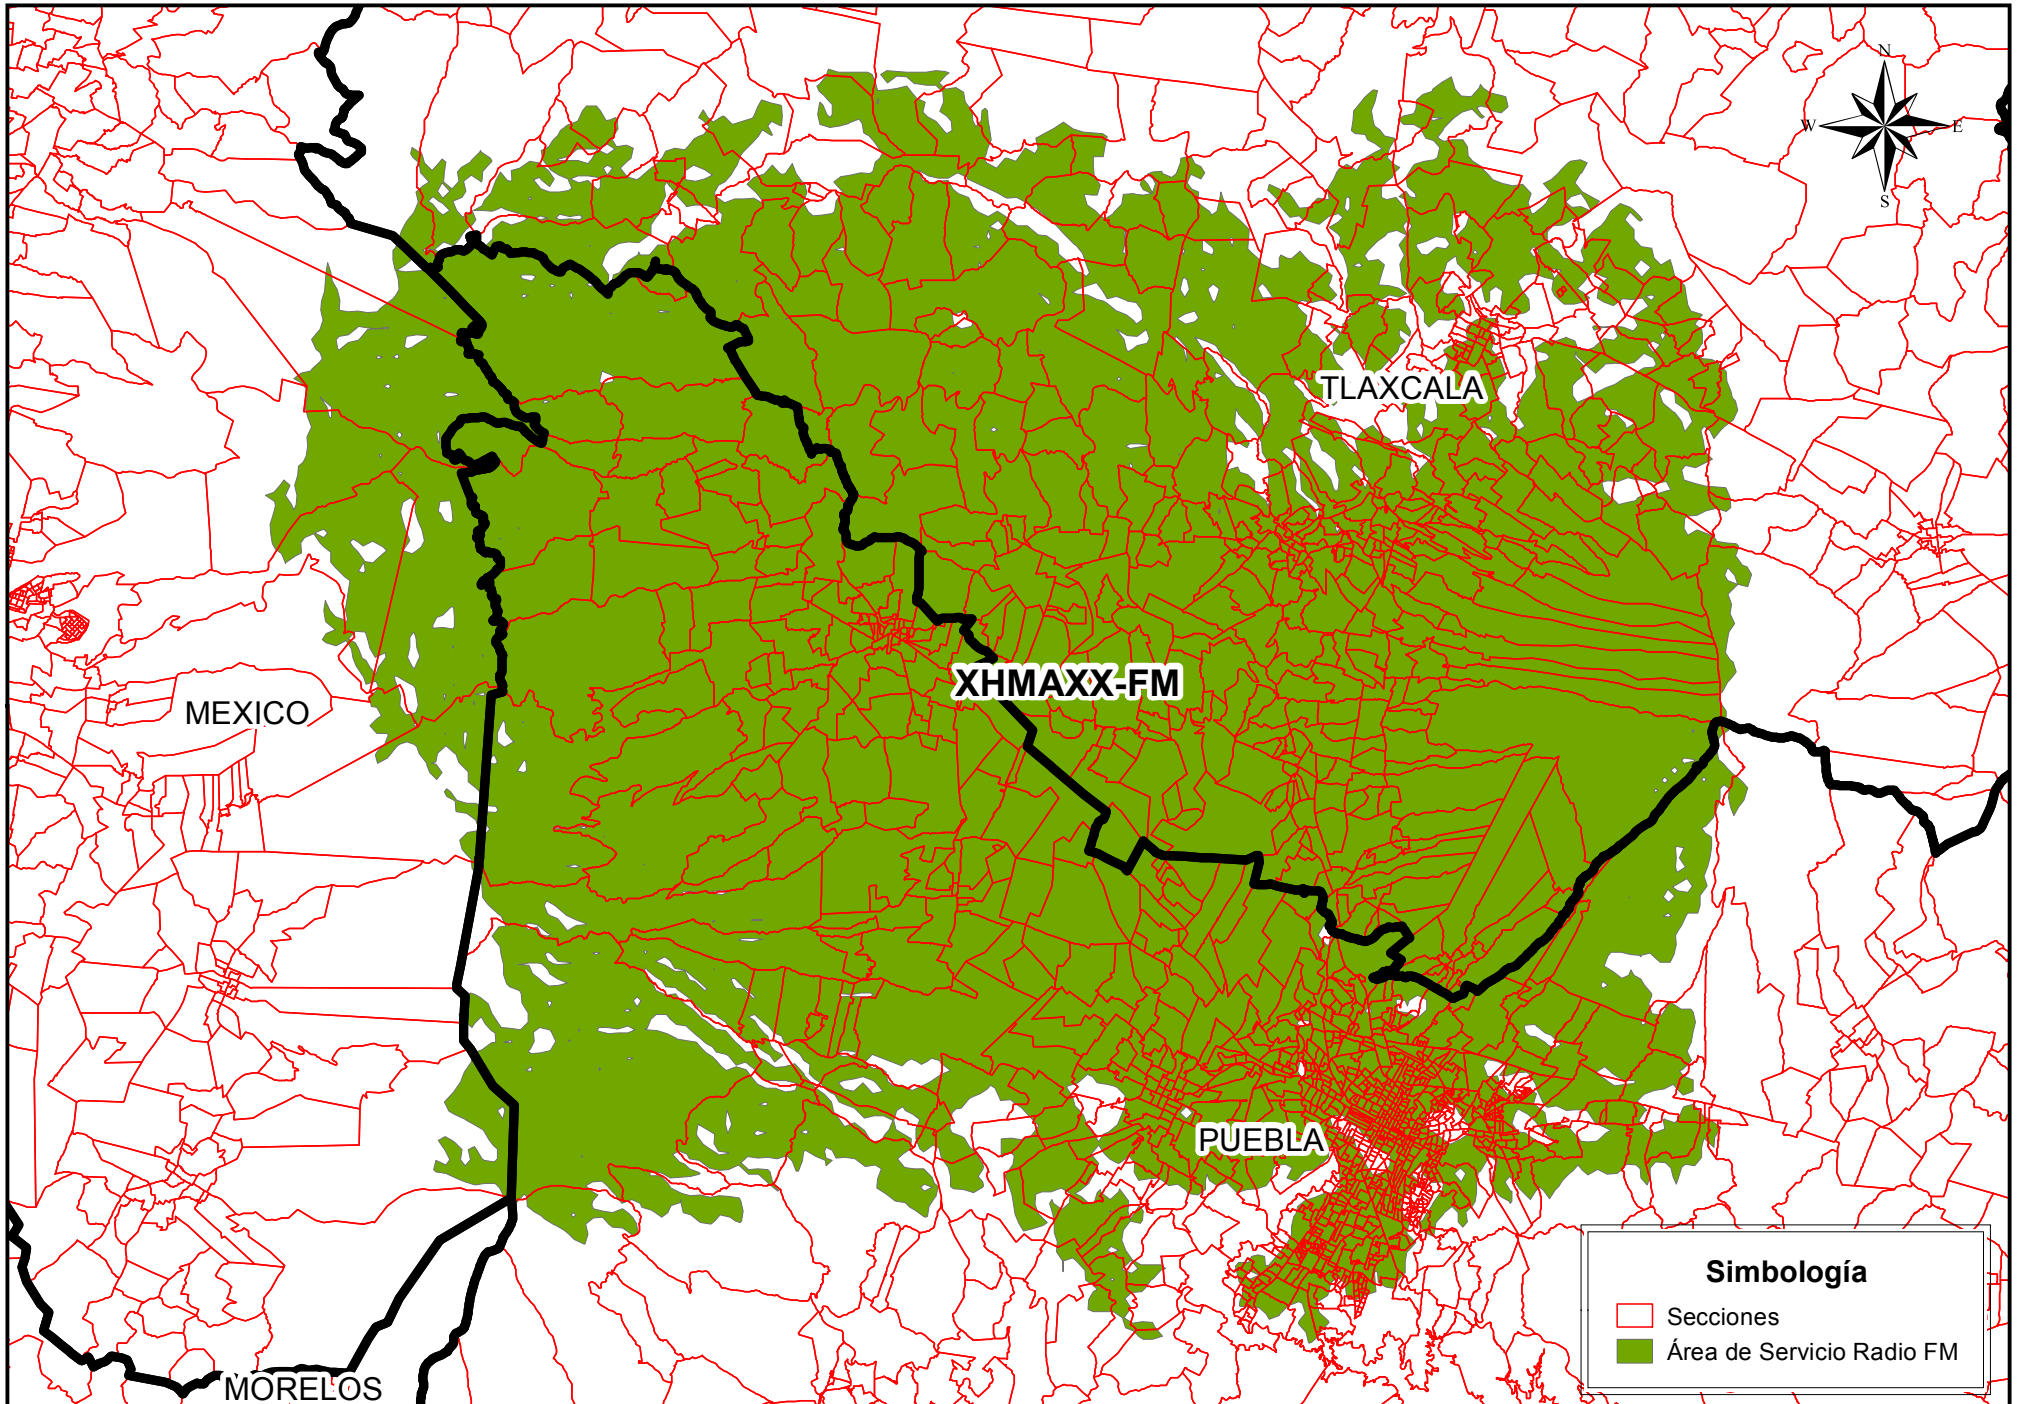 N
W E
S
TLAXCALA
XHMAXX-FM
MEXICO
PUEBLA
MORELOS
Simbología
Secciones
Área de Servicio Radio FM